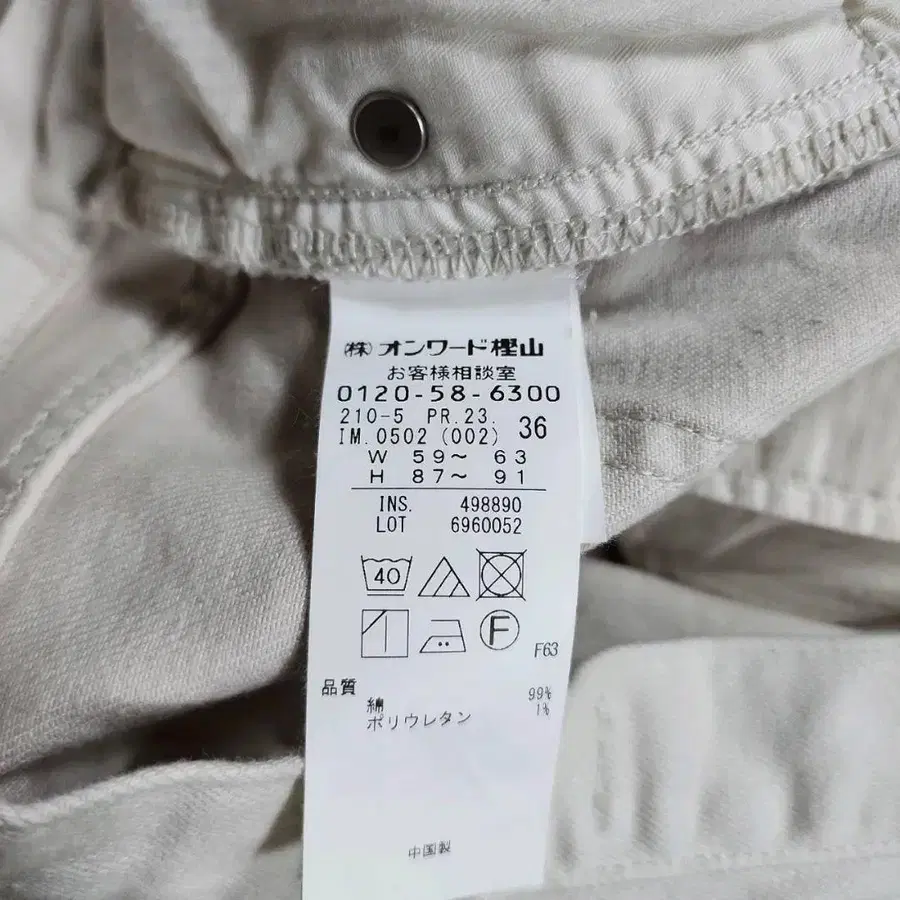 (株)オンワード樫山
お客様相談室
0120-58-6300
210-5 PR.23.
IM.0502 (002) 36
W 59〜 63
H 87〜 91
INS. 498890
LOT 6960052
40
F
F63
品質
綿 99%
ポリウレタン 1%
中国製